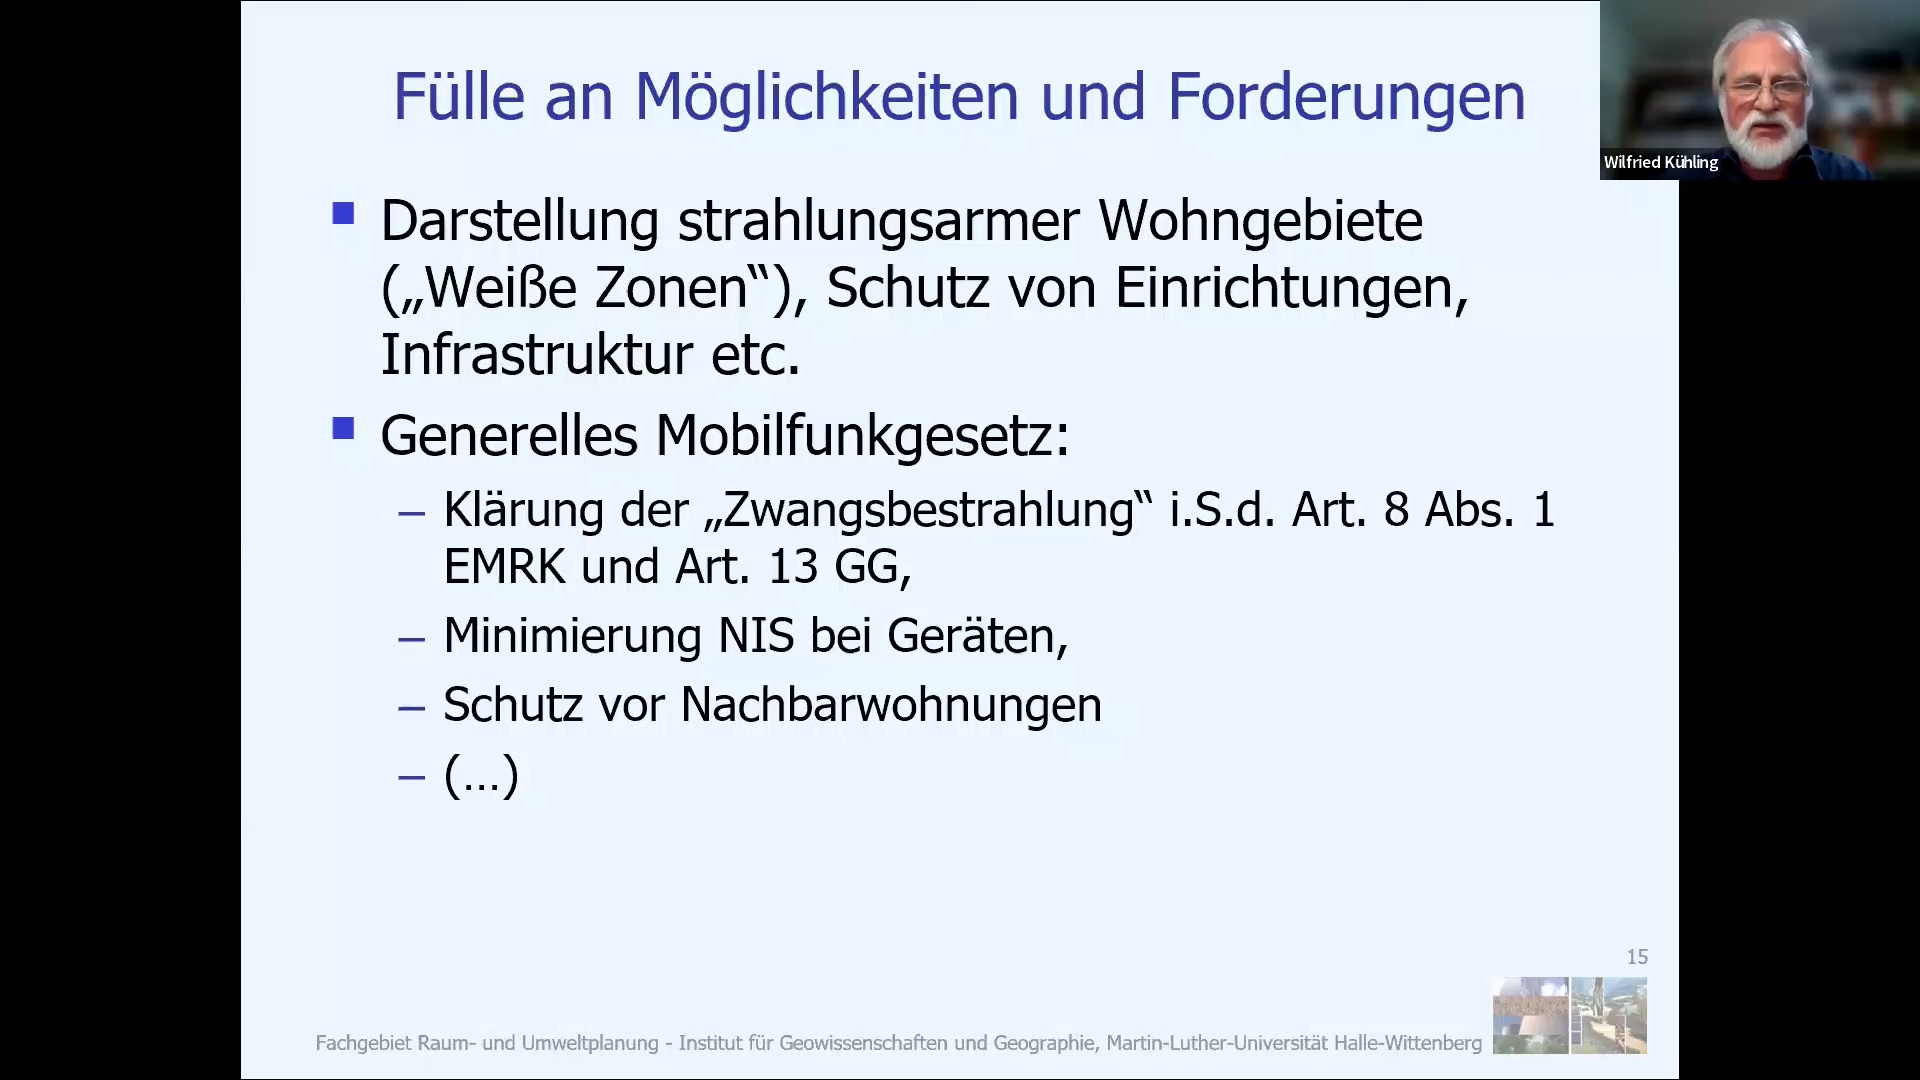 Fülle an Möglichkeiten und Forderungen
Wilfried Kühling
Darstellung strahlungsarmer Wohngebiete
(„Weiße Zonen“), Schutz von Einrichtungen,
Infrastruktur etc.
Generelles Mobilfunkgesetz:
– Klärung der „Zwangsbestrahlung“ i.S.d. Art. 8 Abs. 1
EMRK und Art. 13 GG,
– Minimierung NIS bei Geräten,
– Schutz vor Nachbarwohnungen
– (…)
15
Fachgebiet Raum- und Umweltplanung - Institut für Geowissenschaften und Geographie, Martin-Luther-Universität Halle-Wittenberg